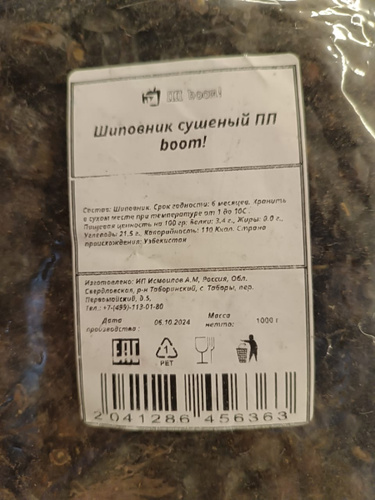 ПП boom!
Шиповник сушеный ПП
boom!
Состав: Шиповник. Срок годности: 6 месяцев. Хранить
в сухом месте при температуре от 1 до 10С.
Пищевая ценность на 100 гр: Белки: 3.4 г., Жиры: 0.0 г.,
Углеводы: 21.5 г. Калорийность: 110 Ккал. Страна
происхождения: Узбекистан
Изготовлено: ИП Исмаилов А.М, Россия, Обл.
Свердловская, р-н Таборинский, с. Таборы, пер.
Первомайский, д.5,
Тел.: +7-(499)-113-01-80
Дата производства: 06.10.2024 Масса нетто: 1000 г
EAC
1
PET
2 041286 456363